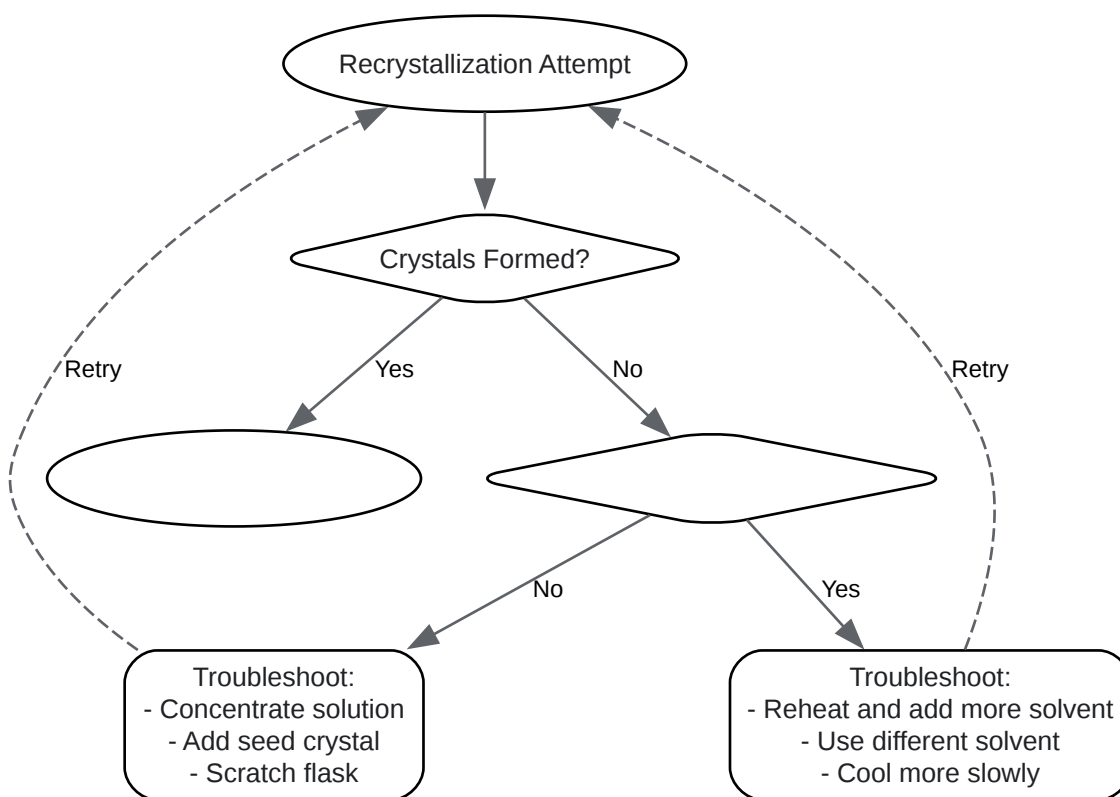 Recrystallization Attempt
Crystals Formed?
Retry
Yes
No
Retry
No
Yes
Troubleshoot:
- Concentrate solution
- Add seed crystal
- Scratch flask
Troubleshoot:
- Reheat and add more solvent
- Use different solvent
- Cool more slowly